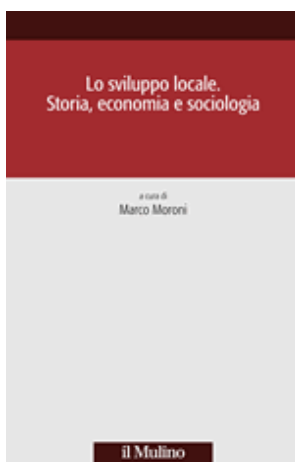 Lo sviluppo locale.
Storia, economia e sociologia
a cura di
Marco Moroni
il Mulino